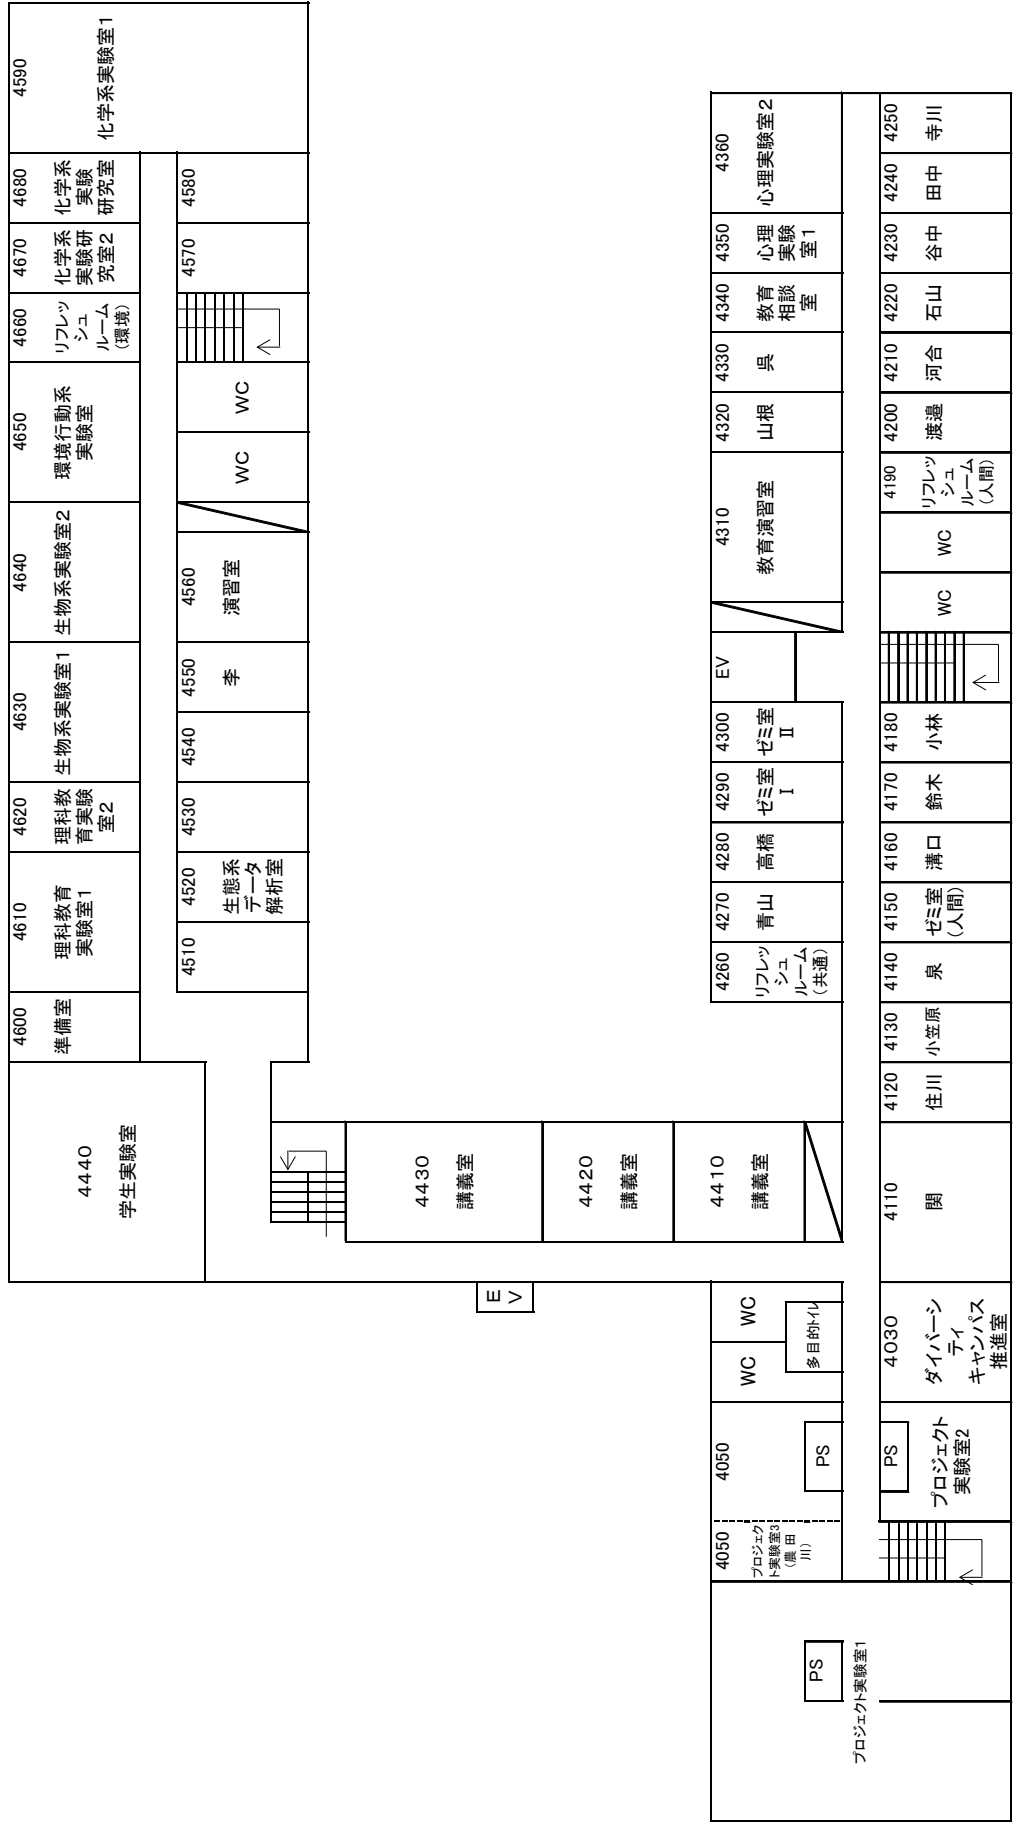 4590
化学系実験室1
4680
化学系
実験
研究室
4670
化学系
実験研
究室2
4660
リフレッ
シュ
ルーム
(環境)
4650
環境行動系
実験室
4640
生物系実験室2
4630
生物系実験室1
4620
理科教
育実験
室2
4610
理科教育
実験室1
4600
準備室
4580
4570
WC
WC
4560
演習室
4550
李
4540
4530
4520
生態系
データ
解析室
4510
4440
学生実験室
4430
講義室
4420
講義室
4410
講義室
E
V
4360
心理実験室2
4350
心理
実験
室1
4340
教育
相談
室
4330
呉
4320
山根
4310
教育演習室
EV
4300
ゼミ室
Ⅱ
4290
ゼミ室
Ⅰ
4280
高橋
4270
青山
4260
リフレッ
シュ
ルーム
(共通)
4250
寺川
4240
田中
4230
谷中
4220
石山
4210
河合
4200
渡邉
4190
リフレッ
シュ
ルーム
(人間)
WC
WC
4180
小林
4170
鈴木
4160
溝口
4150
ゼミ室
(人間)
4140
泉
4130
小笠原
4120
住川
4110
関
WC
WC
多目的トイレ
4030
ダイバーシ
ティ
キャンパス
推進室
4050
PS
PS
プロジェクト
実験室2
4050
プロジェク
ト実験室3
(農 田
川)
PS
プロジェクト実験室1